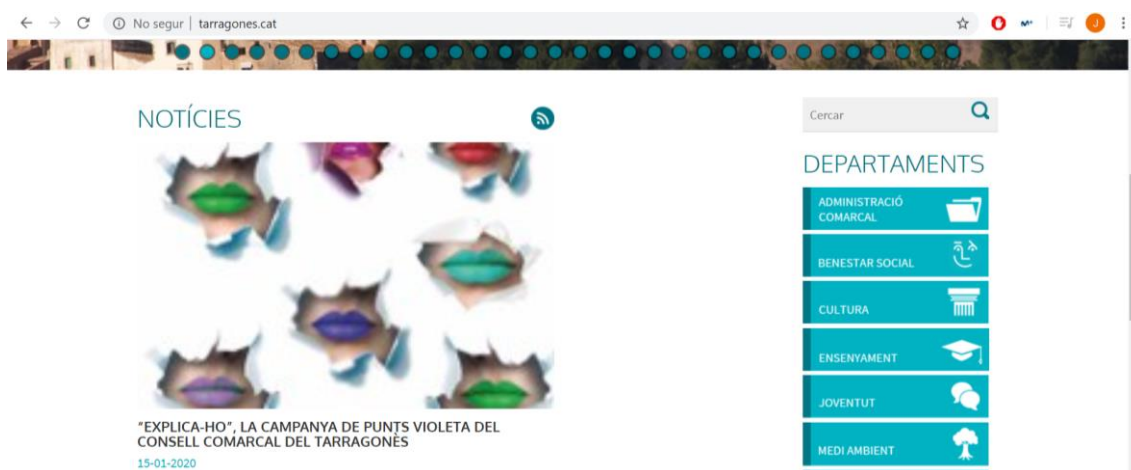 No segur | tarragones.cat
J
NOTÍCIES
"EXPLICA-HO", LA CAMPANYA DE PUNTS VIOLETA DEL
CONSELL COMARCAL DEL TARRAGONÈS
15-01-2020
Cercar
DEPARTAMENTS
ADMINISTRACIÓ
COMARCAL
BENESTAR SOCIAL
CULTURA
ENSENYAMENT
JOVENTUT
MEDI AMBIENT